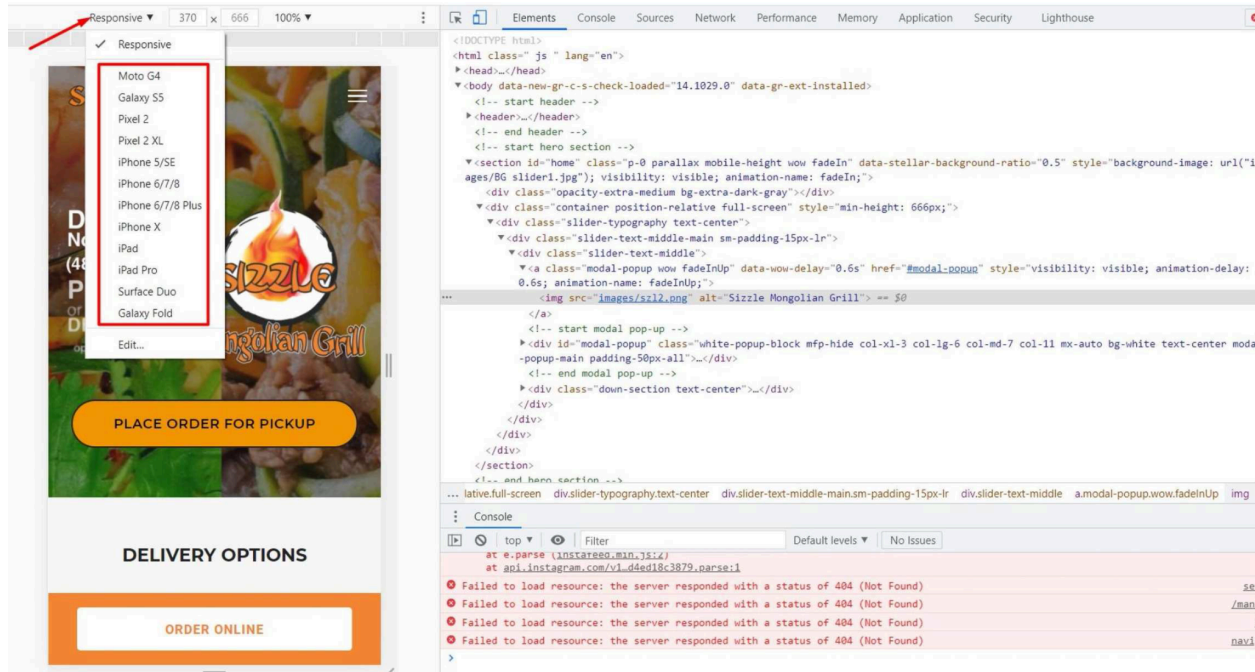 Responsive ▼ 370 x 666 100% ▼
✓ Responsive
Moto G4
Galaxy S5
Pixel 2
Pixel 2 XL
iPhone 5/SE
iPhone 6/7/8
iPhone 6/7/8 Plus
iPhone X
iPad
iPad Pro
Surface Duo
Galaxy Fold
Edit...
SIZZLE
Mongolian Grill
PLACE ORDER FOR PICKUP
DELIVERY OPTIONS
ORDER ONLINE
Elements Console Sources Network Performance Memory Application Security Lighthouse
<!DOCTYPE html>
<html class=" js " lang="en">
▶<head>…</head>
▼<body data-new-gr-c-s-check-loaded="14.1029.0" data-gr-ext-installed>
<!-- start header -->
▶<header>…</header>
<!-- end header -->
<!-- start hero section -->
▼<section id="home" class="p-0 parallax mobile-height wow fadeIn" data-stellar-background-ratio="0.5" style="background-image: url("i
ages/BG slider1.jpg"); visibility: visible; animation-name: fadeIn;">
<div class="opacity-extra-medium bg-extra-dark-gray"></div>
▼<div class="container position-relative full-screen" style="min-height: 666px;">
▼<div class="slider-typography text-center">
▼<div class="slider-text-middle-main sm-padding-15px-lr">
▼<div class="slider-text-middle">
▼<a class="modal-popup wow fadeInUp" data-wow-delay="0.6s" href="#modal-popup" style="visibility: visible; animation-delay:
0.6s; animation-name: fadeInUp;">
<img src="images/szl2.png" alt="Sizzle Mongolian Grill"> == $0
</a>
<!-- start modal pop-up -->
▶<div id="modal-popup" class="white-popup-block mfp-hide col-xl-3 col-lg-6 col-md-7 col-11 mx-auto bg-white text-center moda
-popup-main padding-50px-all">…</div>
<!-- end modal pop-up -->
▶<div class="down-section text-center">…</div>
</div>
</div>
</div>
</div>
</section>
<!-- end hero section -->
... lative.full-screen div.slider-typography.text-center div.slider-text-middle-main.sm-padding-15px-lr div.slider-text-middle a.modal-popup.wow.fadeInUp img
Console
top ▼ Filter Default levels ▼ No Issues
at e.parse (instafeed.min.js:2)
at api.instagram.com/v1…d4ed18c3879.parse:1
Failed to load resource: the server responded with a status of 404 (Not Found) se
Failed to load resource: the server responded with a status of 404 (Not Found) /man
Failed to load resource: the server responded with a status of 404 (Not Found)
Failed to load resource: the server responded with a status of 404 (Not Found) navi